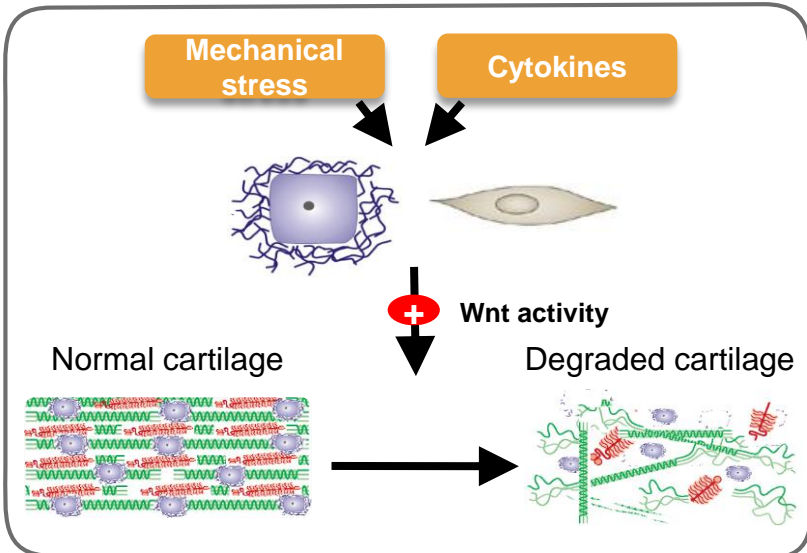 Mechanical
stress
Cytokines
+
Wnt activity
Normal cartilage
Degraded cartilage